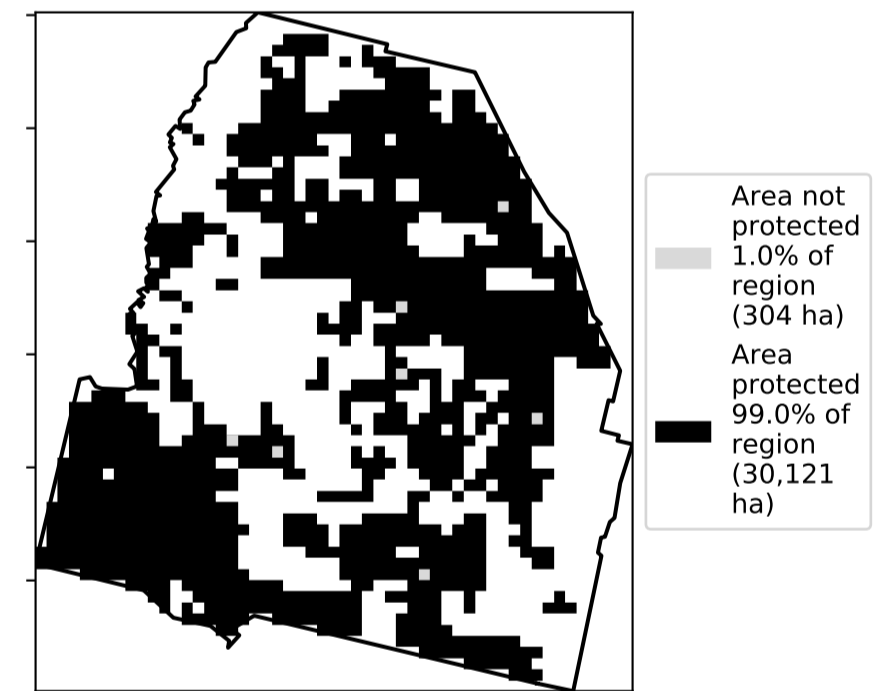 Area not
protected
1.0% of
region
(304 ha)
Area
protected
99.0% of
region
(30,121
ha)